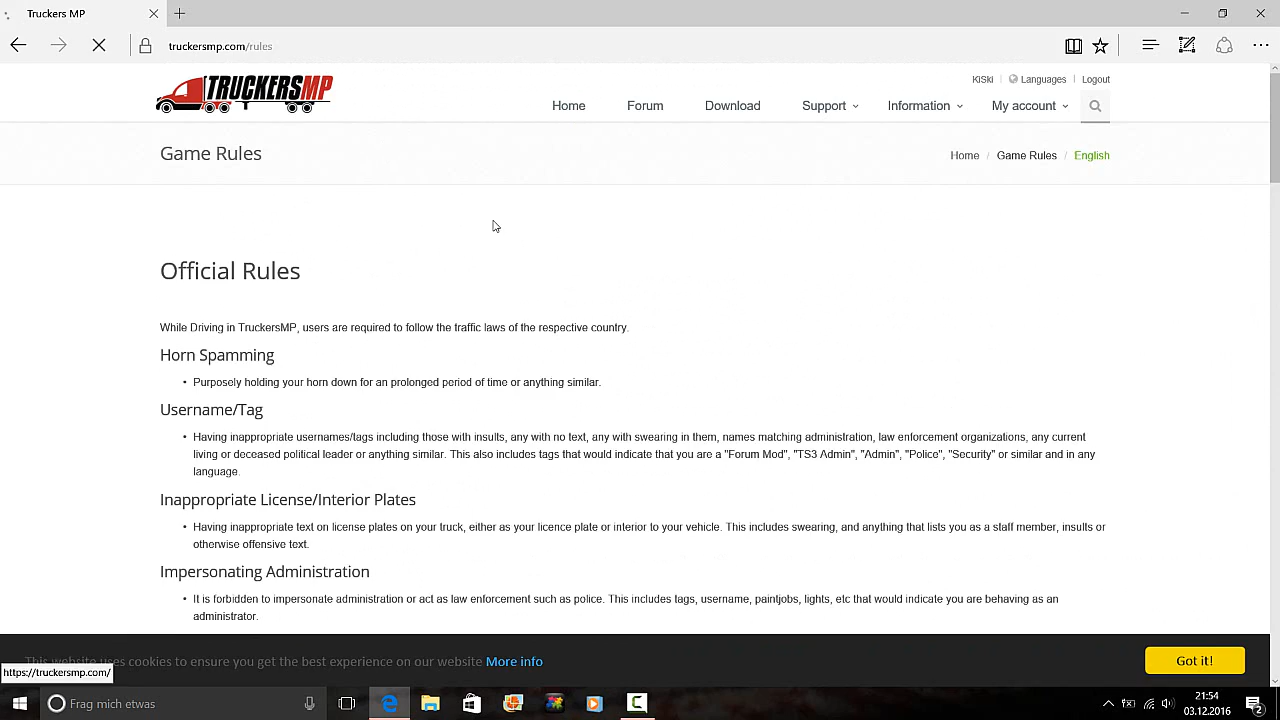 Truckers MP
truckersmp.com/rules
TRUCKERSMP
KiSki
Languages
Logout
Home
Forum
Download
Support
Information
My account
Game Rules
Home / Game Rules / English
Official Rules
While Driving in TruckersMP, users are required to follow the traffic laws of the respective country.
Horn Spamming
• Purposely holding your horn down for an prolonged period of time or anything similar.
Username/Tag
• Having inappropriate usernames/tags including those with insults, any with no text, any with swearing in them, names matching administration, law enforcement organizations, any current
living or deceased political leader or anything similar. This also includes tags that would indicate that you are a "Forum Mod", "TS3 Admin", "Admin", "Police", "Security" or similar and in any
language.
Inappropriate License/Interior Plates
• Having inappropriate text on license plates on your truck, either as your licence plate or interior to your vehicle. This includes swearing, and anything that lists you as a staff member, insults or
otherwise offensive text.
Impersonating Administration
• It is forbidden to impersonate administration or act as law enforcement such as police. This includes tags, username, paintjobs, lights, etc that would indicate you are behaving as an
administrator.
This website uses cookies to ensure you get the best experience on our website More info
Got it!
https://truckersmp.com/
Frag mich etwas
21:54
03.12.2016
2